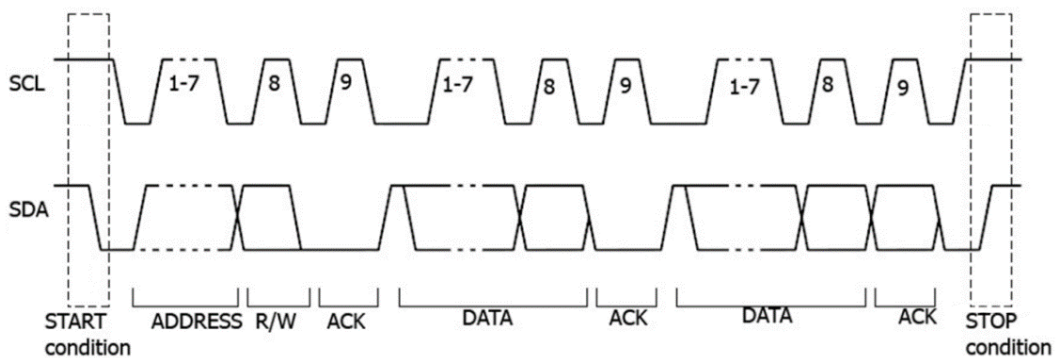 SCL
1-7
8
9
1-7
8
9
1-7
8
9
SDA
START
condition
ADDRESS
R/W
ACK
DATA
ACK
DATA
ACK
STOP
condition